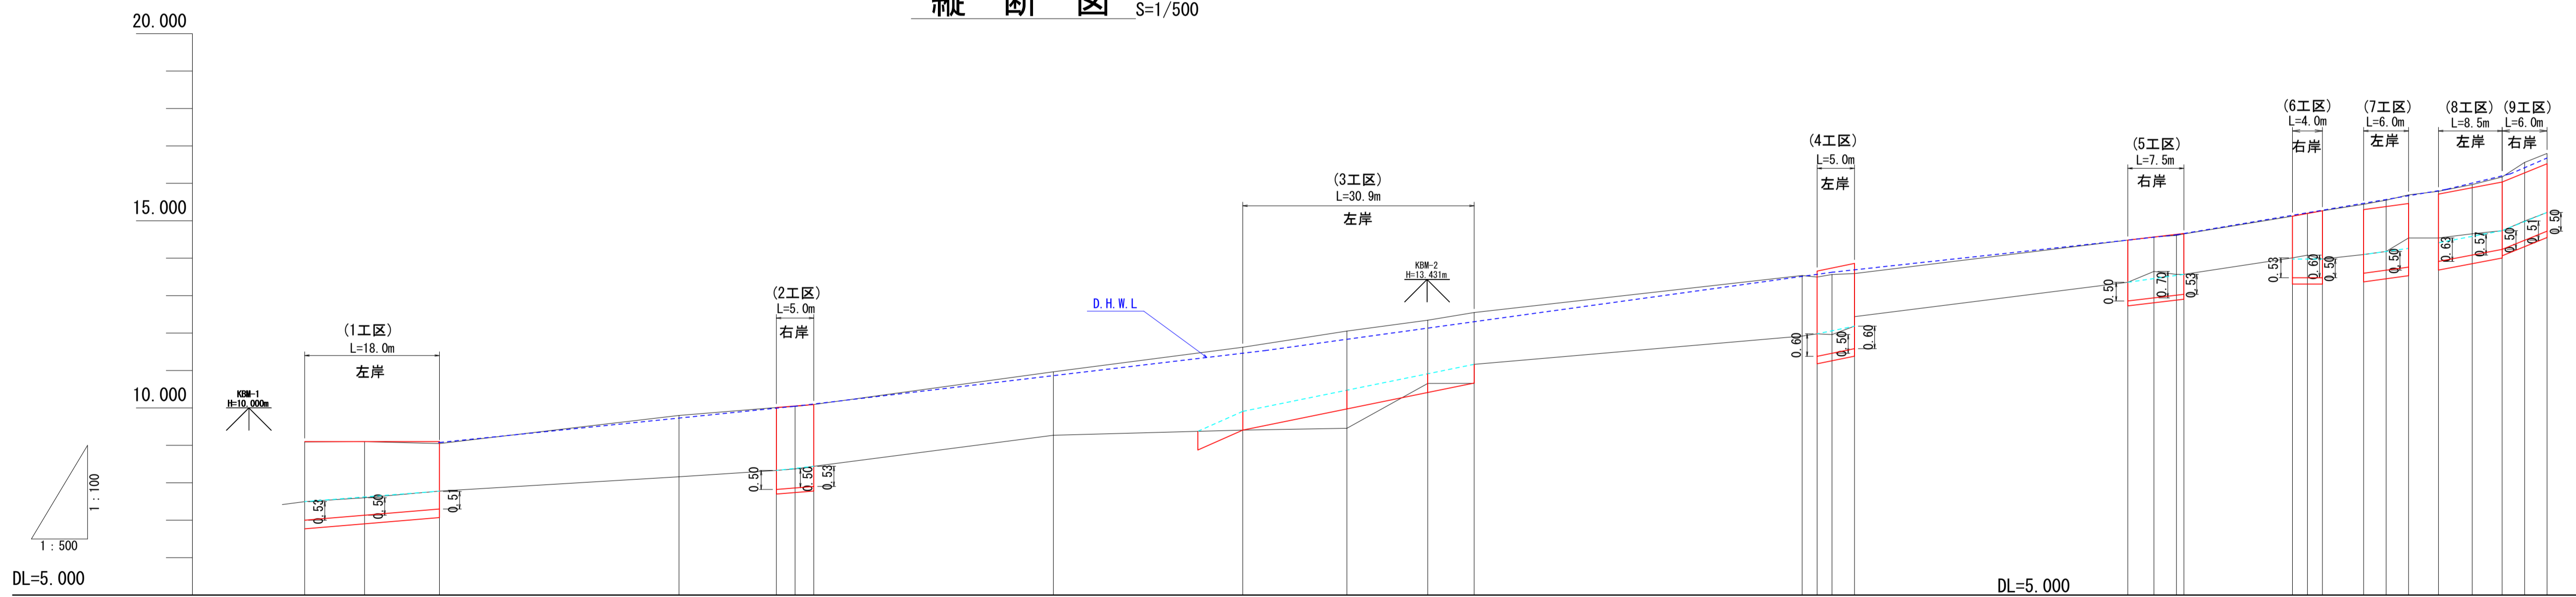 縦 断 図 S=1/500
20.000
15.000
10.000
DL=5.000
KBM-1
H=10.000m
1：100
1：500
(1工区)
L=18.0m
左岸
0.53
0.50
0.51
(2工区)
L=5.0m
右岸
0.50
0.50
0.53
D.H.W.L
(3工区)
L=30.9m
左岸
KBM-2
H=13.431m
(4工区)
L=5.0m
左岸
0.60
0.50
0.60
(5工区)
L=7.5m
右岸
0.50
0.70
0.53
(6工区)
L=4.0m
右岸
0.53
0.60
0.50
(7工区)
L=6.0m
左岸
0.50
(8工区)
L=8.5m
左岸
0.63
0.57
(9工区)
L=6.0m
右岸
0.50
0.51
0.50
DL=5.000